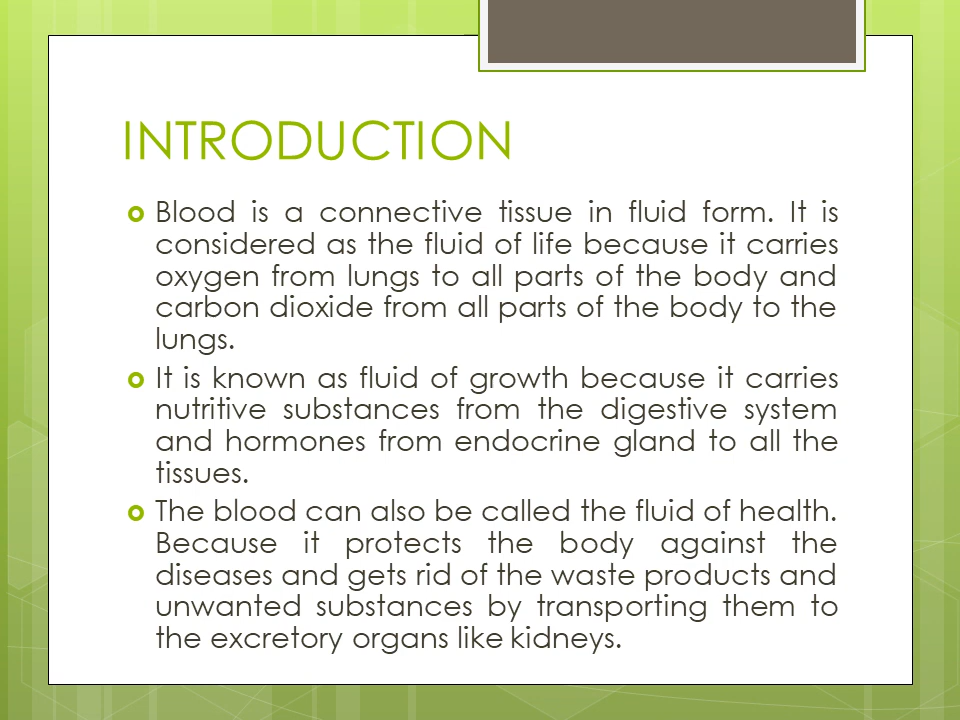 INTRODUCTION
Blood is a connective tissue in fluid form. It is
considered as the fluid of life because it carries
oxygen from lungs to all parts of the body and
carbon dioxide from all parts of the body to the
lungs.
It is known as fluid of growth because it carries
nutritive substances from the digestive system
and hormones from endocrine gland to all the
tissues.
The blood can also be called the fluid of health.
Because it protects the body against the
diseases and gets rid of the waste products and
unwanted substances by transporting them to
the excretory organs like kidneys.